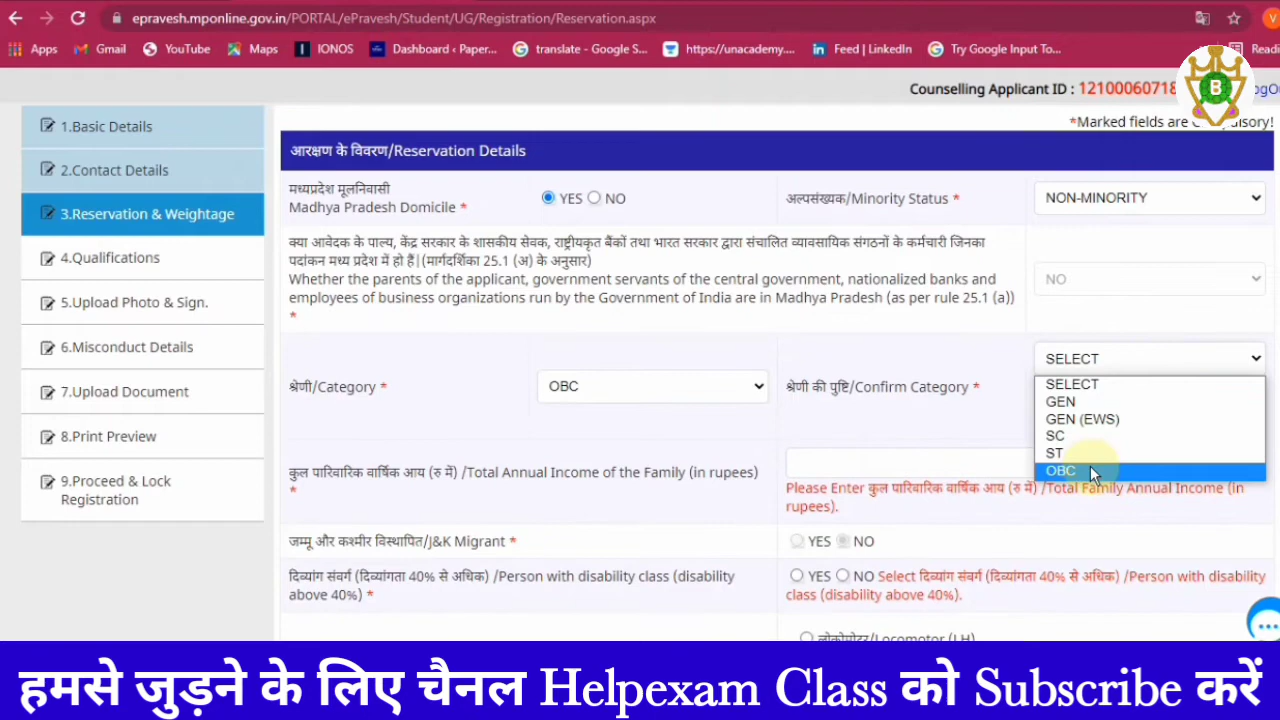 epravesh.mponline.gov.in/PORTAL/ePravesh/Student/UG/Registration/Reservation.aspx
Apps Gmail YouTube Maps IONOS Dashboard ‹ Paper... translate - Google S... https://unacademy.... Feed | LinkedIn Try Google Input To...
Counselling Applicant ID : 12100060718
*Marked fields are
1.Basic Details
2.Contact Details
3.Reservation & Weightage
4.Qualifications
5.Upload Photo & Sign.
6.Misconduct Details
7.Upload Document
8.Print Preview
9.Proceed & Lock
Registration
आरक्षण के विवरण/Reservation Details
मध्यप्रदेश मूलनिवासी
Madhya Pradesh Domicile *
YES NO
अल्पसंख्यक/Minority Status *
NON-MINORITY
क्या आवेदक के पाल्य, केंद्र सरकार के शासकीय सेवक, राष्ट्रीयकृत बैंकों तथा भारत सरकार द्वारा संचालित व्यावसायिक संगठनों के कर्मचारी जिनका
पदांकन मध्य प्रदेश में हो हैं|(मार्गदर्शिका 25.1 (अ) के अनुसार)
Whether the parents of the applicant, government servants of the central government, nationalized banks and
employees of business organizations run by the Government of India are in Madhya Pradesh (as per rule 25.1 (a))
*
NO
श्रेणी/Category *
OBC
श्रेणी की पुष्टि/Confirm Category *
SELECT
SELECT
GEN
GEN (EWS)
SC
ST
OBC
कुल पारिवारिक वार्षिक आय (रु में) /Total Annual Income of the Family (in rupees)
*
Please Enter कुल पारिवारिक वार्षिक आय (रु में) /Total Family Annual Income (in
rupees).
जम्मू और कश्मीर विस्थापित/J&K Migrant *
YES NO
दिव्यांग संवर्ग (दिव्यांगता 40% से अधिक) /Person with disability class (disability
above 40%) *
YES NO Select दिव्यांग संवर्ग (दिव्यांगता 40% से अधिक) /Person with disability
class (disability above 40%).
लोकोमोटर/Locomotor (LH)
हमसे जुड़ने के लिए चैनल Helpexam Class को Subscribe करें